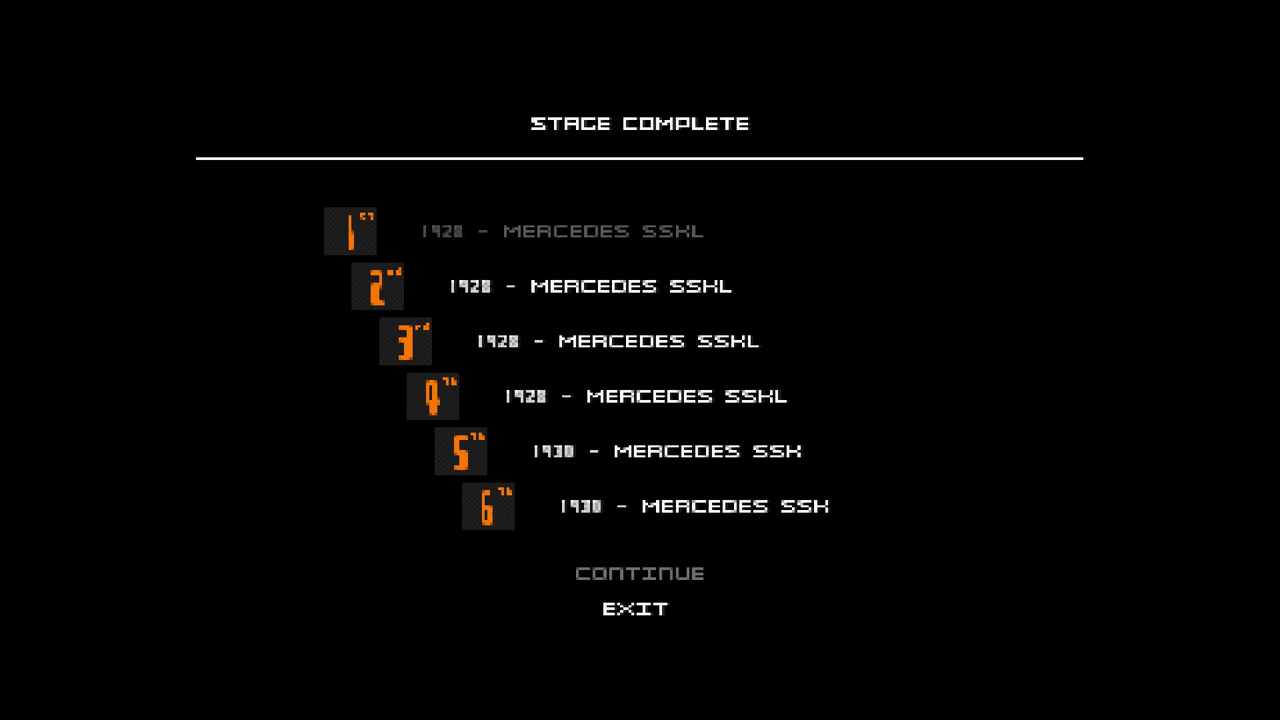 STAGE COMPLETE
1st 1928 - MERCEDES SSKL
2nd 1928 - MERCEDES SSKL
3rd 1928 - MERCEDES SSKL
4th 1928 - MERCEDES SSKL
5th 1930 - MERCEDES SSK
6th 1930 - MERCEDES SSK
CONTINUE
EXIT